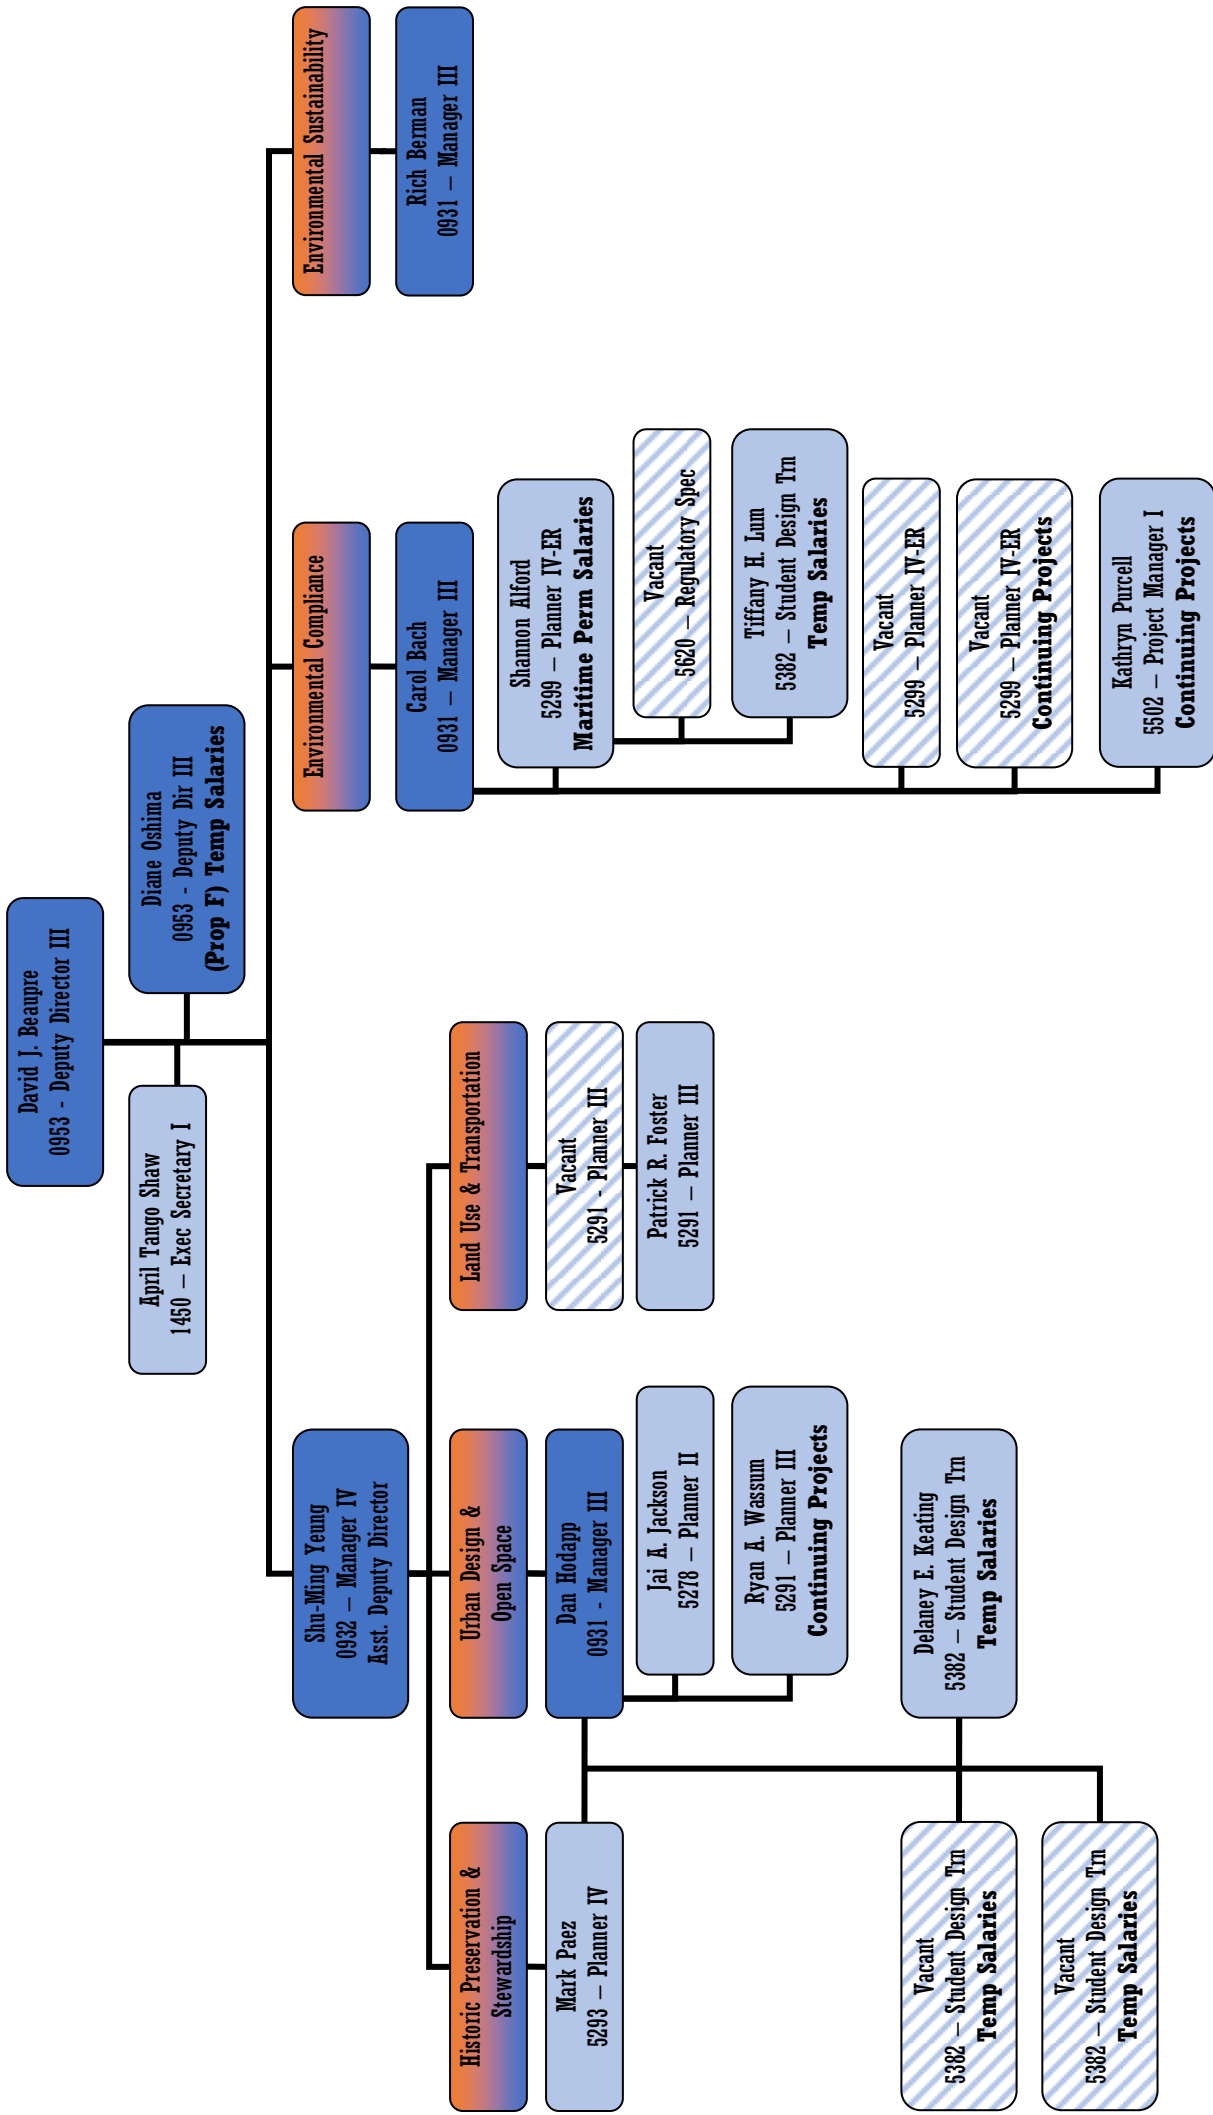 David J. Beaupre
0953 - Deputy Director III
April Tango Shaw
1450 – Exec Secretary I
Diane Oshima
0953 - Deputy Dir III
(Prop F) Temp Salaries
Shu-Ming Yeung
0932 – Manager IV
Asst. Deputy Director
Environmental Compliance
Environmental Sustainability
Carol Bach
0931 – Manager III
Rich Berman
0931 – Manager III
Historic Preservation &
Stewardship
Urban Design &
Open Space
Land Use & Transportation
Mark Paez
5293 – Planner IV
Dan Hodapp
0931 - Manager III
Vacant
5291 - Planner III
Jai A. Jackson
5278 – Planner II
Patrick R. Foster
5291 – Planner III
Ryan A. Wassum
5291 – Planner III
Continuing Projects
Vacant
5382 – Student Design Trn
Temp Salaries
Delaney E. Keating
5382 – Student Design Trn
Temp Salaries
Vacant
5382 – Student Design Trn
Temp Salaries
Shannon Alford
5299 – Planner IV-ER
Maritime Perm Salaries
Vacant
5620 – Regulatory Spec
Tiffany H. Lum
5382 – Student Design Trn
Temp Salaries
Vacant
5299 – Planner IV-ER
Vacant
5299 – Planner IV-ER
Continuing Projects
Kathryn Purcell
5502 – Project Manager I
Continuing Projects